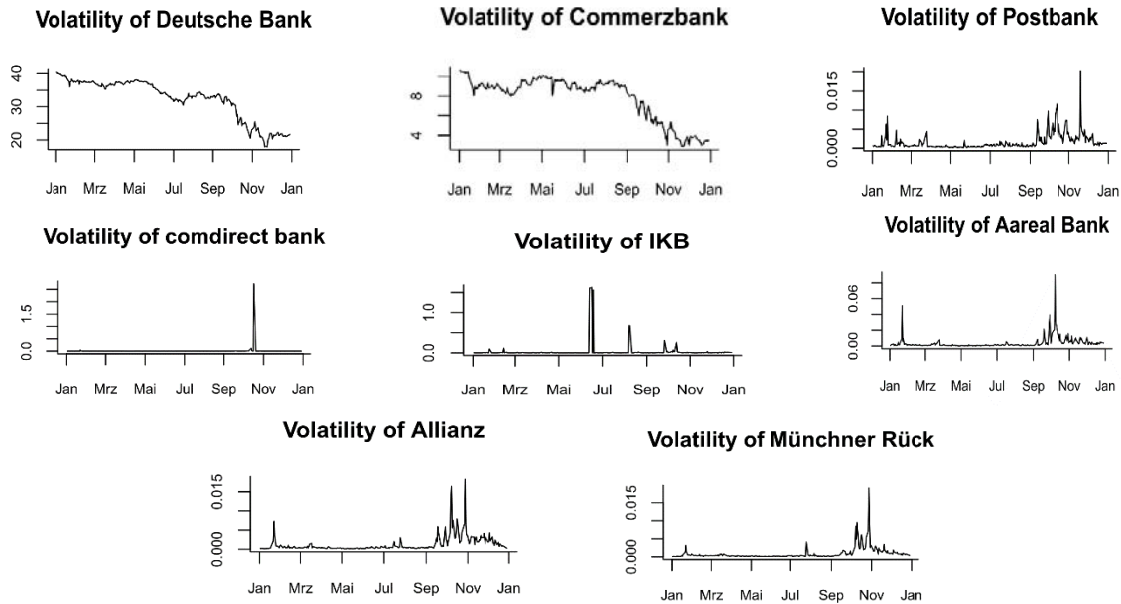 Volatility of Deutsche Bank
40
30
20
Jan Mrz Mai Jul Sep Nov Jan
Volatility of Commerzbank
8
4
Jan Mrz Mai Jul Sep Nov Jan
Volatility of Postbank
0.015
0.000
Jan Mrz Mai Jul Sep Nov Jan
Volatility of comdirect bank
1.5
0.0
Jan Mrz Mai Jul Sep Nov Jan
Volatility of IKB
1.0
0.0
Jan Mrz Mai Jul Sep Nov Jan
Volatility of Aareal Bank
0.06
0.00
Jan Mrz Mai Jul Sep Nov Jan
Volatility of Allianz
0.015
0.000
Jan Mrz Mai Jul Sep Nov Jan
Volatility of Münchner Rück
0.015
0.000
Jan Mrz Mai Jul Sep Nov Jan